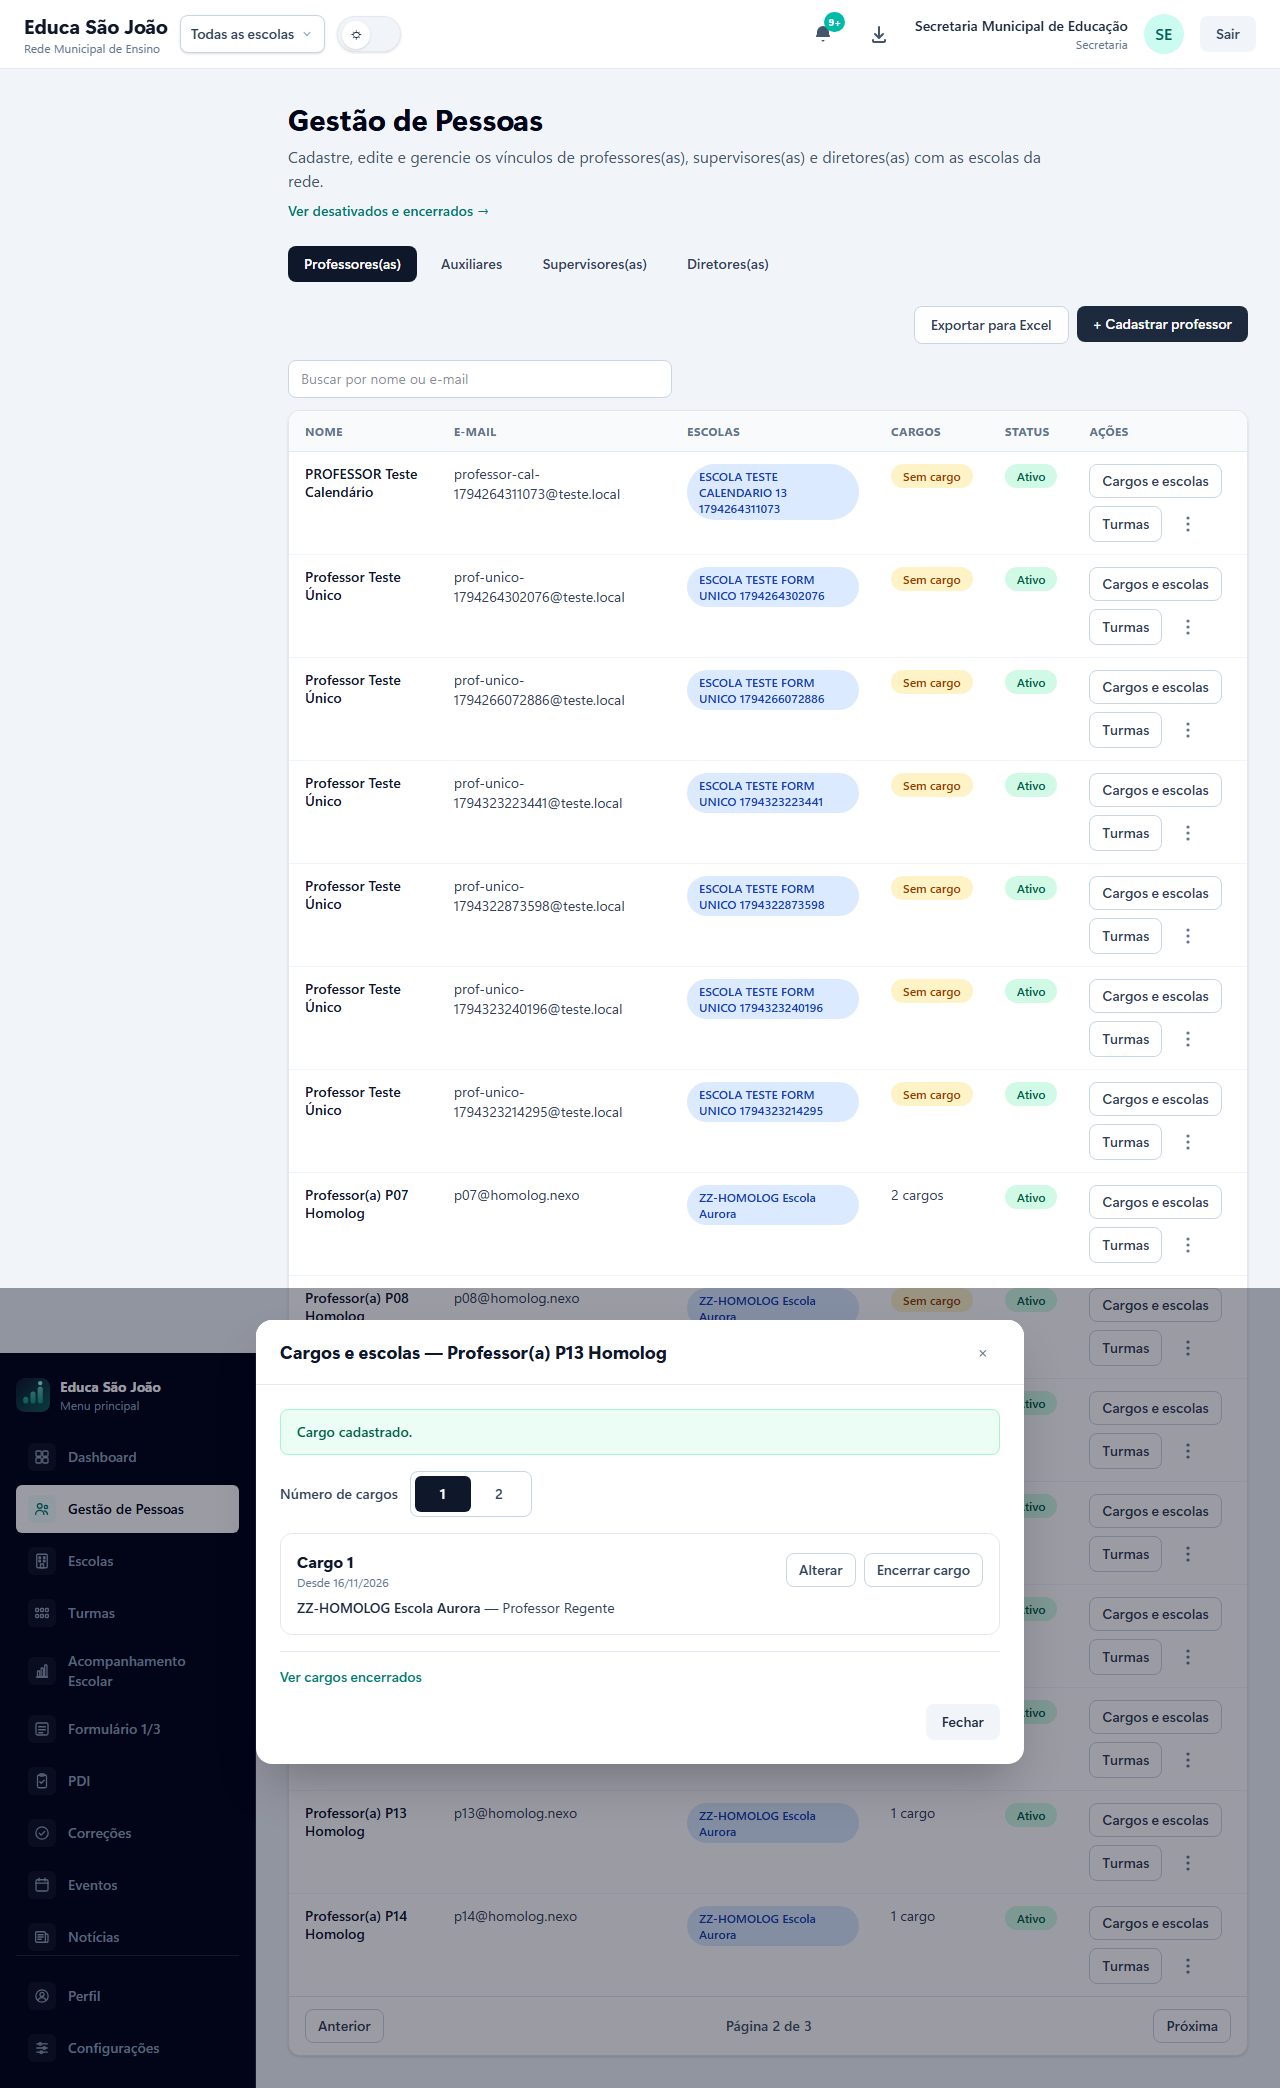 Educa São João
Rede Municipal de Ensino
Todas as escolas
9+
Secretaria Municipal de Educação
Secretaria
SE
Sair
Gestão de Pessoas
Cadastre, edite e gerencie os vínculos de professores(as), supervisores(as) e diretores(as) com as escolas da
rede.
Ver desativados e encerrados →
Professores(as)
Auxiliares
Supervisores(as)
Diretores(as)
Exportar para Excel
+ Cadastrar professor
Buscar por nome ou e-mail
NOME
E-MAIL
ESCOLAS
CARGOS
STATUS
AÇÕES
PROFESSOR Teste
Calendário
professor-cal-
1794264311073@teste.local
ESCOLA TESTE
CALENDARIO 13
1794264311073
Sem cargo
Ativo
Cargos e escolas
Turmas
Professor Teste
Único
prof-unico-
1794264302076@teste.local
ESCOLA TESTE FORM
UNICO 1794264302076
Sem cargo
Ativo
Cargos e escolas
Turmas
Professor Teste
Único
prof-unico-
1794266072886@teste.local
ESCOLA TESTE FORM
UNICO 1794266072886
Sem cargo
Ativo
Cargos e escolas
Turmas
Professor Teste
Único
prof-unico-
1794323223441@teste.local
ESCOLA TESTE FORM
UNICO 1794323223441
Sem cargo
Ativo
Cargos e escolas
Turmas
Professor Teste
Único
prof-unico-
1794322873598@teste.local
ESCOLA TESTE FORM
UNICO 1794322873598
Sem cargo
Ativo
Cargos e escolas
Turmas
Professor Teste
Único
prof-unico-
1794323240196@teste.local
ESCOLA TESTE FORM
UNICO 1794323240196
Sem cargo
Ativo
Cargos e escolas
Turmas
Professor Teste
Único
prof-unico-
1794323214295@teste.local
ESCOLA TESTE FORM
UNICO 1794323214295
Sem cargo
Ativo
Cargos e escolas
Turmas
Professor(a) P07
Homolog
p07@homolog.nexo
ZZ-HOMOLOG Escola
Aurora
2 cargos
Ativo
Cargos e escolas
Turmas
Professor(a) P08
Homolog
p08@homolog.nexo
ZZ-HOMOLOG Escola
Aurora
Sem cargo
Ativo
Cargos e escolas
Turmas
tivo
Cargos e escolas
Turmas
tivo
Cargos e escolas
Turmas
tivo
Cargos e escolas
Turmas
tivo
Cargos e escolas
Turmas
Cargos e escolas — Professor(a) P13 Homolog
×
Cargo cadastrado.
Número de cargos
1
2
Cargo 1
Desde 16/11/2026
Alterar
Encerrar cargo
ZZ-HOMOLOG Escola Aurora — Professor Regente
Ver cargos encerrados
Fechar
Professor(a) P13
Homolog
p13@homolog.nexo
ZZ-HOMOLOG Escola
Aurora
1 cargo
Ativo
Cargos e escolas
Turmas
Professor(a) P14
Homolog
p14@homolog.nexo
ZZ-HOMOLOG Escola
Aurora
1 cargo
Ativo
Cargos e escolas
Turmas
Anterior
Página 2 de 3
Próxima
Educa São João
Menu principal
Dashboard
Gestão de Pessoas
Escolas
Turmas
Acompanhamento
Escolar
Formulário 1/3
PDI
Correções
Eventos
Notícias
Perfil
Configurações